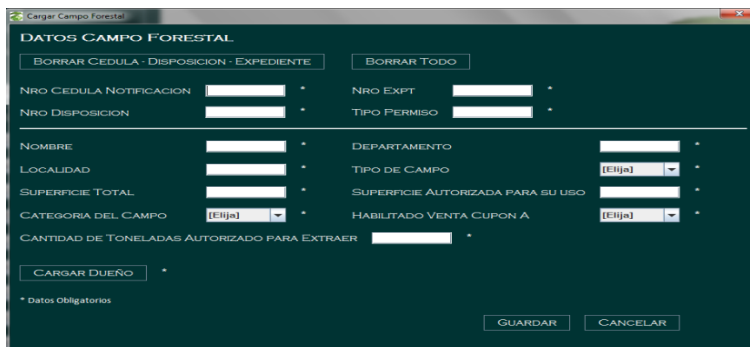 Cargar Campo Forestal
DATOS CAMPO FORESTAL
BORRAR CEDULA - DISPOSICION - EXPEDIENTE BORRAR TODO
NRO CEDULA NOTIFICACION * NRO EXPT *
NRO DISPOSICION * TIPO PERMISO *
NOMBRE * DEPARTAMENTO *
LOCALIDAD * TIPO DE CAMPO [Elija] *
SUPERFICIE TOTAL * SUPERFICIE AUTORIZADA PARA SU USO *
CATEGORIA DEL CAMPO [Elija] * HABILITADO VENTA CUPON A [Elija] *
CANTIDAD DE TONELADAS AUTORIZADO PARA EXTRAER *
CARGAR DUEÑO *
* Datos Obligatorios
GUARDAR CANCELAR